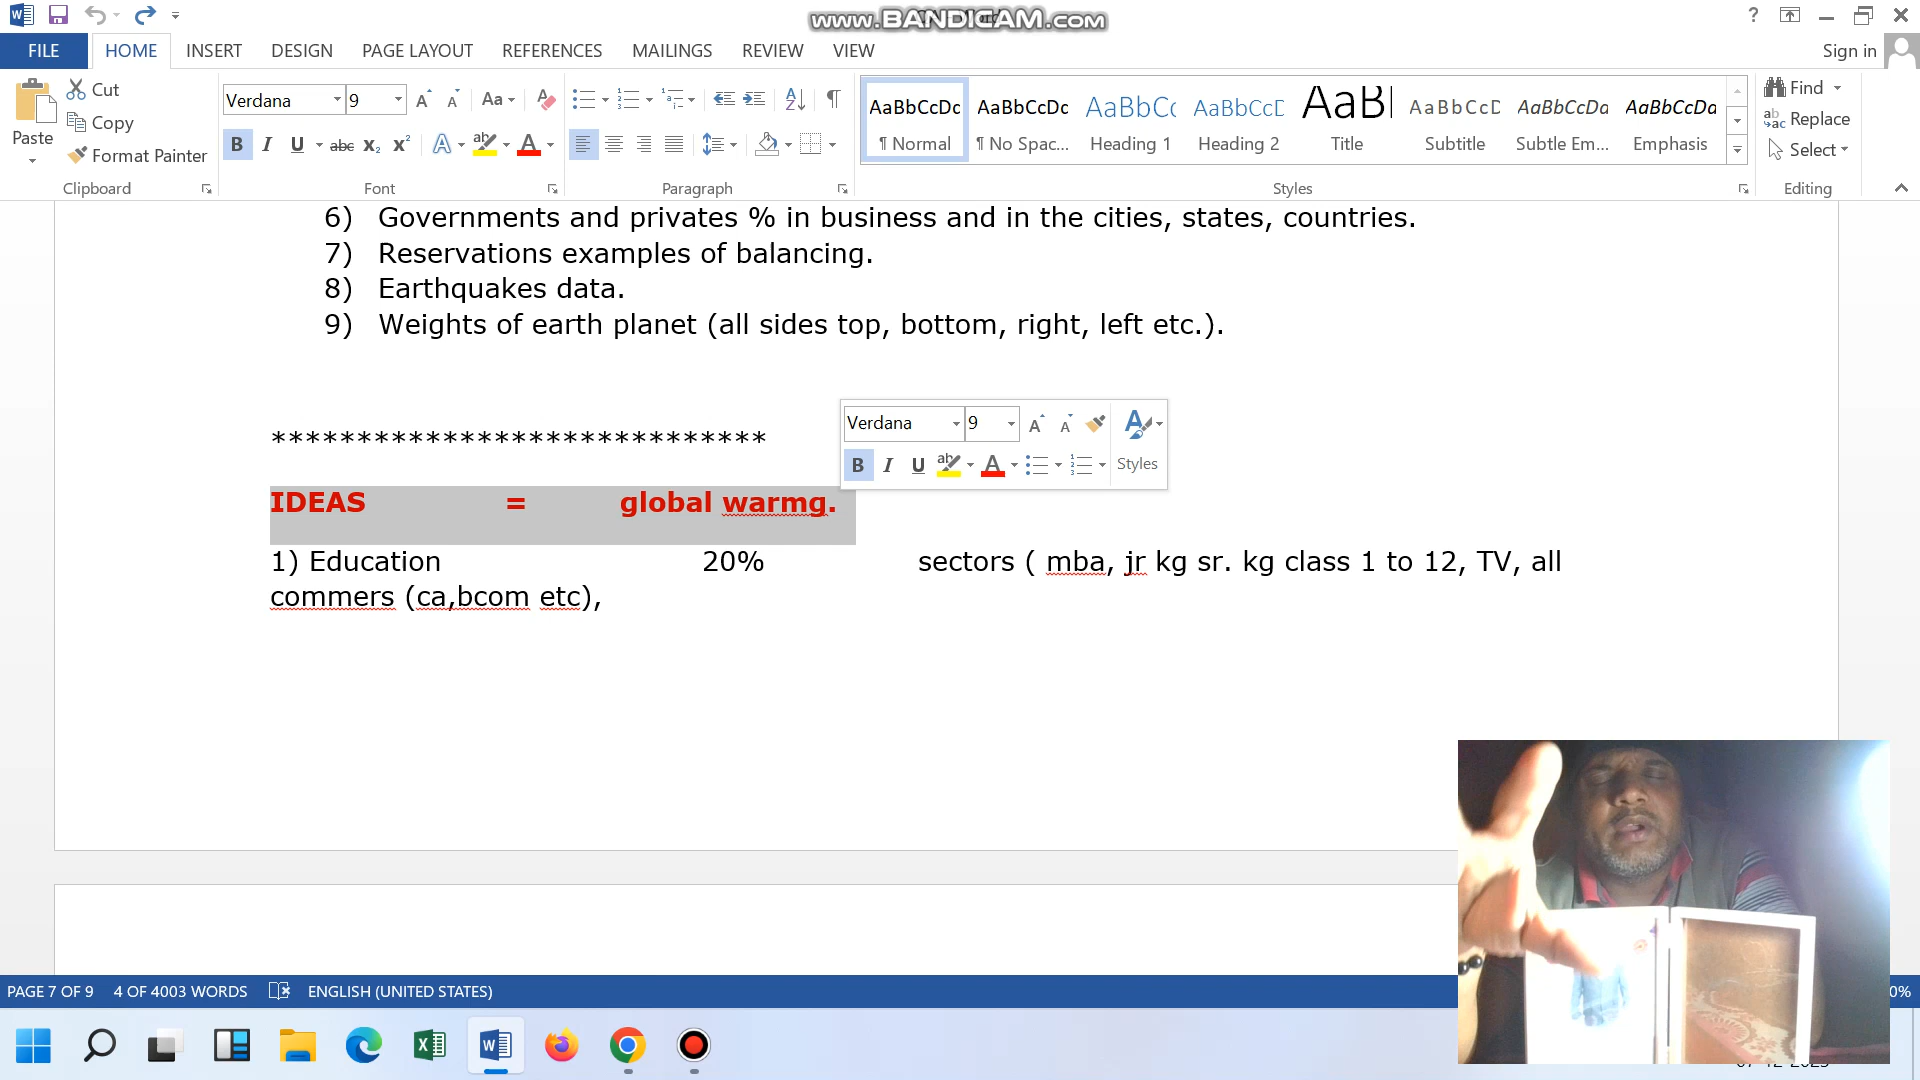 www.BANDICAM.com
FILE HOME INSERT DESIGN PAGE LAYOUT REFERENCES MAILINGS REVIEW VIEW Sign in
Paste
Cut
Copy
Format Painter
Clipboard
Verdana 9
Font
Paragraph
AaBbCcDc AaBbCcDc AaBbC AaBbCcD AaB AaBbCcD AaBbCcDa AaBbCcDa
¶ Normal ¶ No Spac... Heading 1 Heading 2 Title Subtitle Subtle Em... Emphasis
Styles
Find
Replace
Select
Editing
6) Governments and privates % in business and in the cities, states, countries.
7) Reservations examples of balancing.
8) Earthquakes data.
9) Weights of earth planet (all sides top, bottom, right, left etc.).
*****************************
Verdana 9
Styles
IDEAS = global warmg.
1) Education 20% sectors ( mba, jr kg sr. kg class 1 to 12, TV, all
commers (ca,bcom etc),
PAGE 7 OF 9 4 OF 4003 WORDS ENGLISH (UNITED STATES)